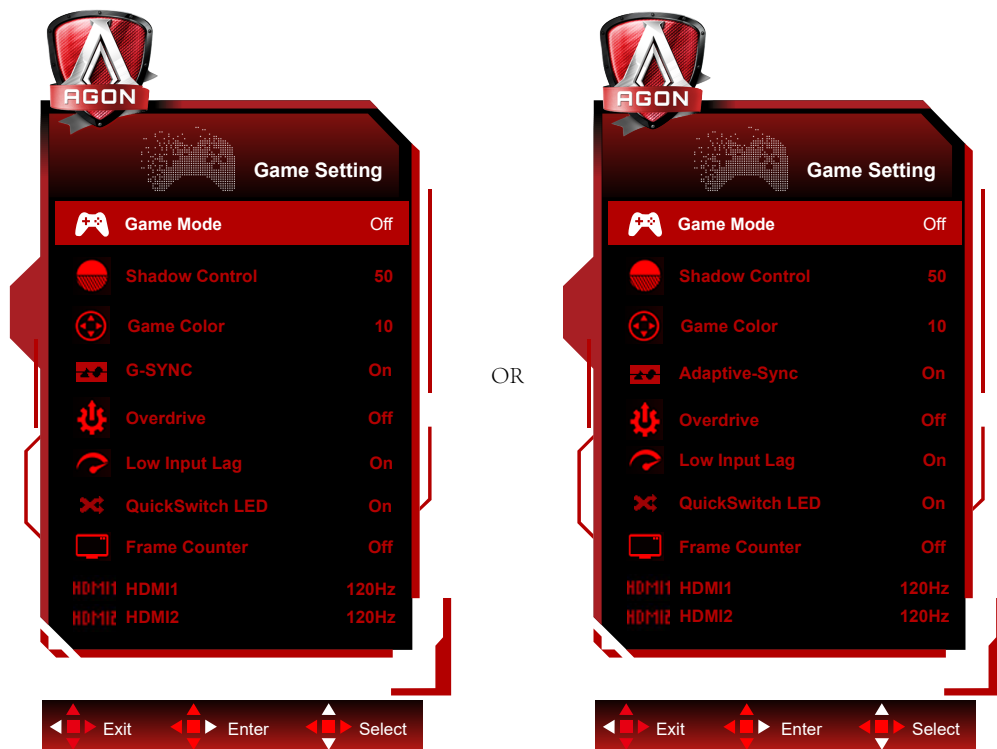 AGON
Game Setting
Game Mode Off
Shadow Control 50
Game Color 10
G-SYNC On
Overdrive Off
Low Input Lag On
QuickSwitch LED On
Frame Counter Off
HDMI1 HDMI1 120Hz
HDMI2 HDMI2 120Hz
Exit Enter Select
OR
AGON
Game Setting
Game Mode Off
Shadow Control 50
Game Color 10
Adaptive-Sync On
Overdrive Off
Low Input Lag On
QuickSwitch LED On
Frame Counter Off
HDMI1 HDMI1 120Hz
HDMI2 HDMI2 120Hz
Exit Enter Select